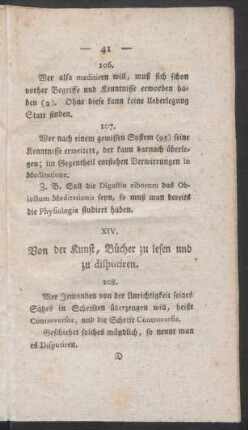 — 41 —
106.
Wer also meditiren will, muß sich schon
vorher Begriffe und Kenntnisse erworben ha-
ben (2). Ohne diese kann keine Ueberlegung
Statt finden.
107.
Wer nach einem gewissen System (91) seine
Kenntnisse erweitert, der kann darnach überle-
gen; im Gegentheil entstehen Verwirrungen in
Meditatione.
Z. B. Soll die Digestio ciborum das Ob-
iectum Meditationis seyn, so muß man bereits
die Physiologie studiert haben.
XIV.
Von der Kunst, Bücher zu lesen und
zu disputiren.
108.
Wer Jemanden von der Unrichtigkeit seines
Satzes in Schriften überzeugen will, heißt
Controversist, und die Schrift Controversie.
Geschiehet solches mündlich, so nennt man
es Disputiren.
D